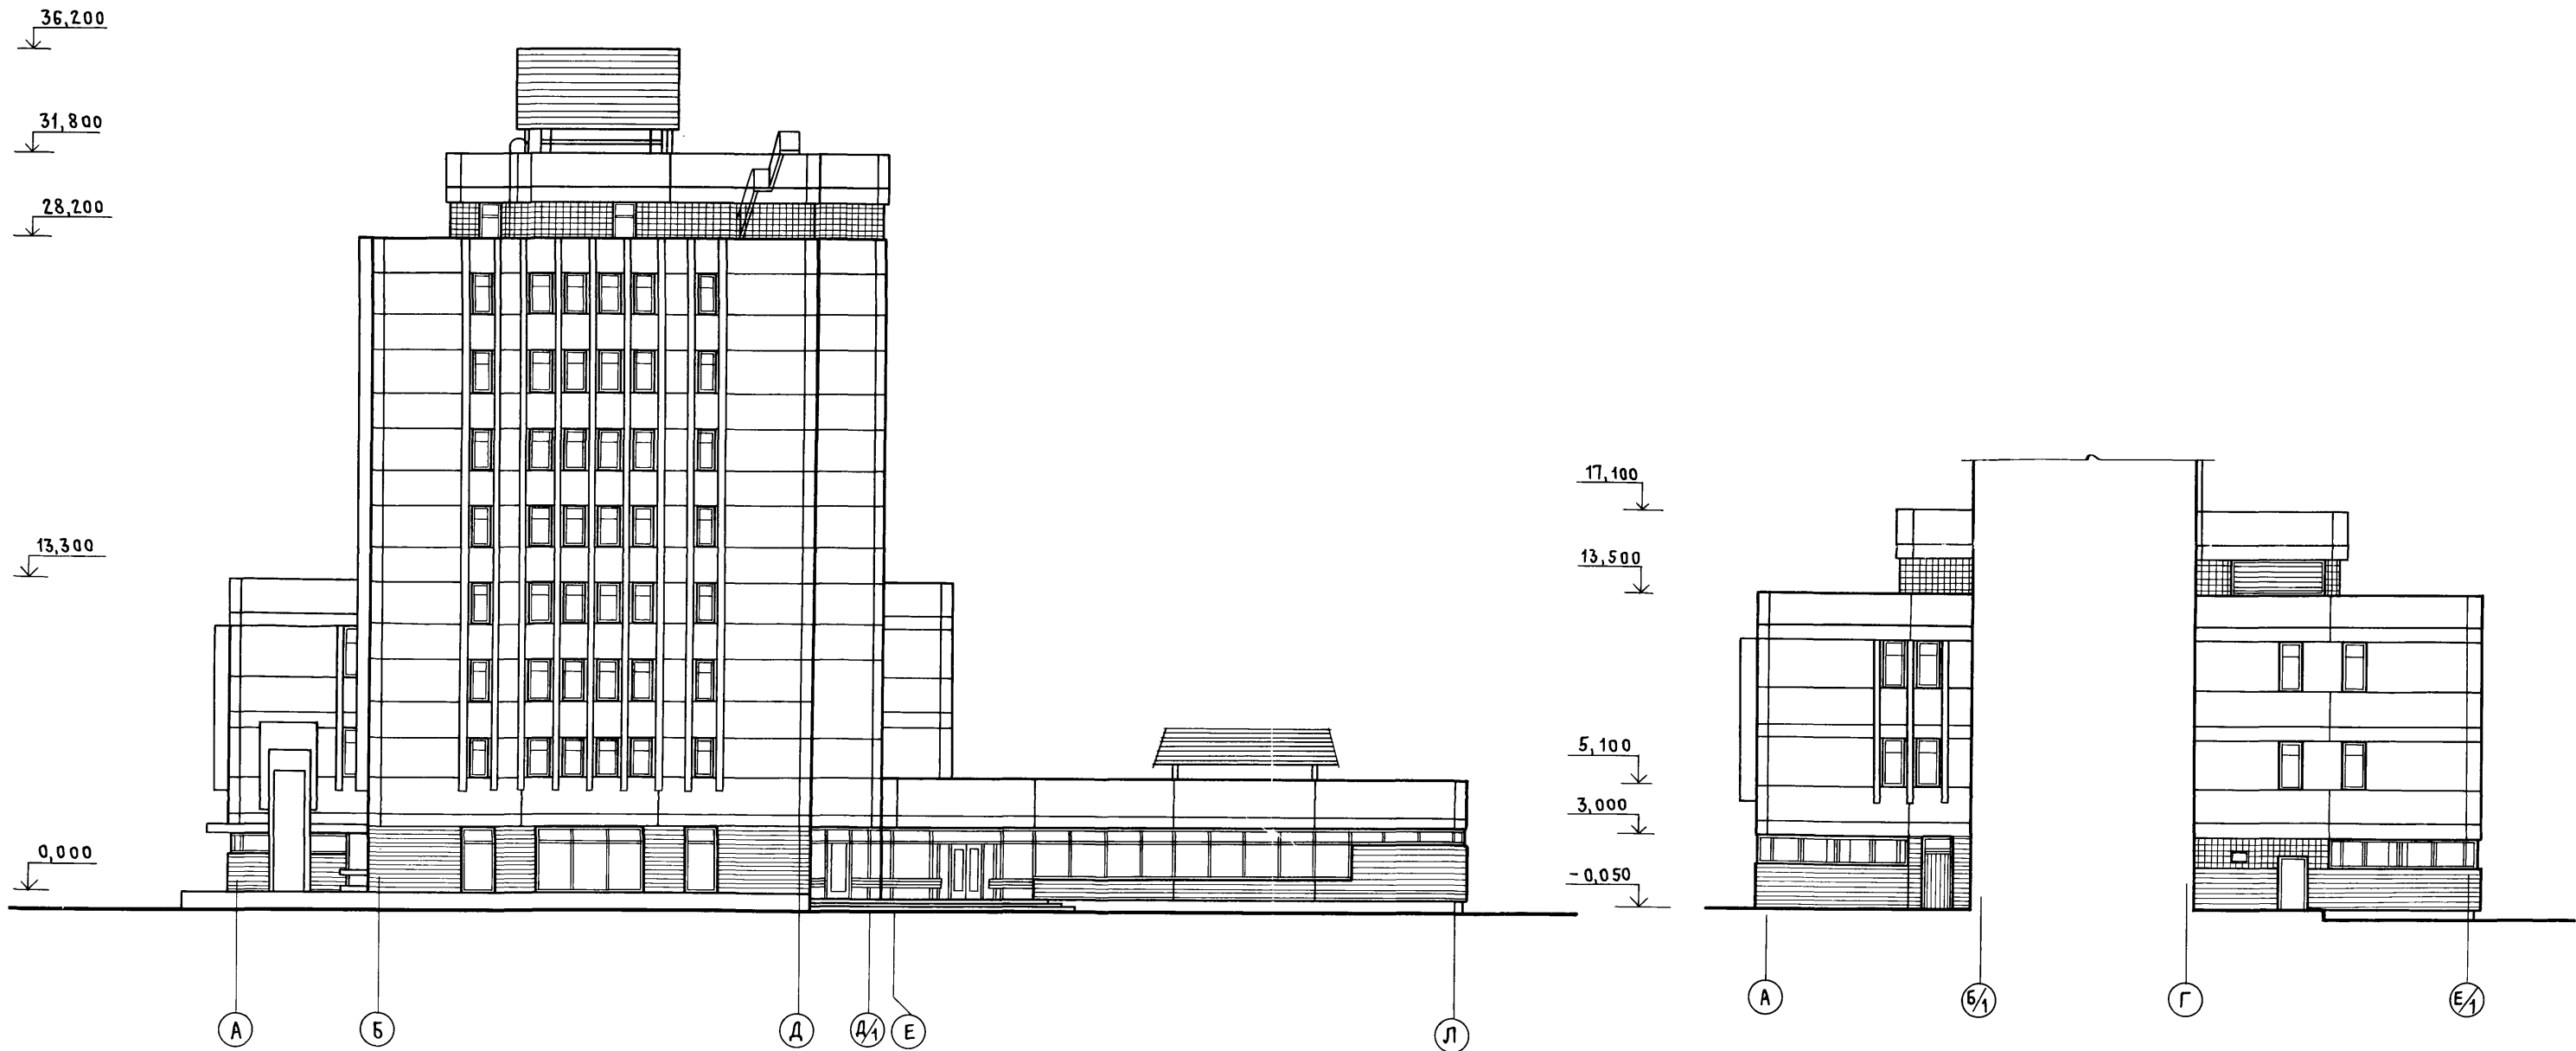 36,200
31,800
28,200
13,300
0,000
А
Б
Д
Д/1
Е
Л
17,100
13,500
5,100
3,000
-0,050
А
Б/1
Г
Е/1